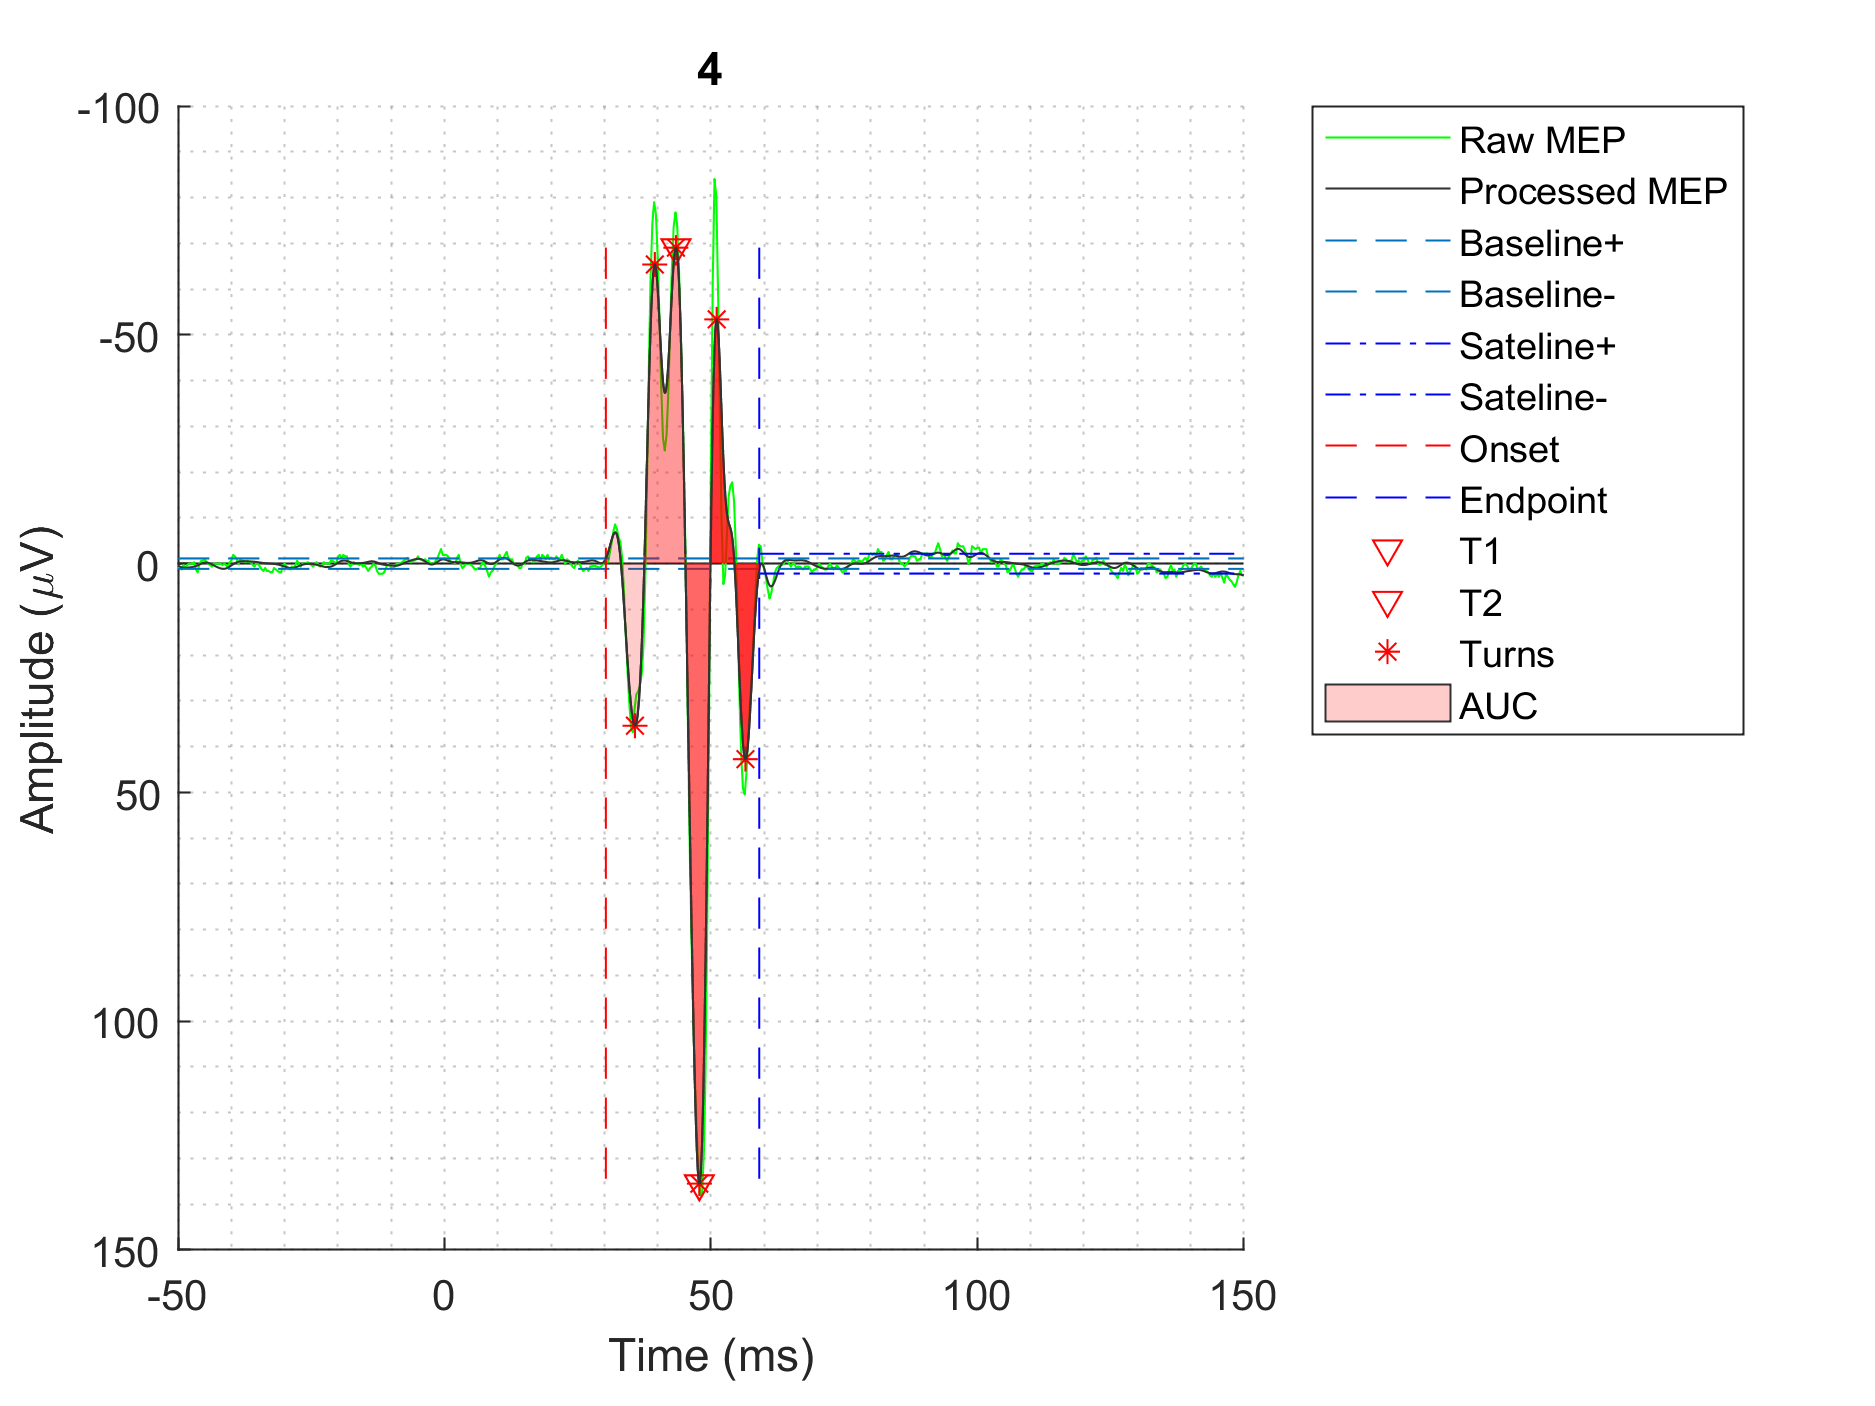 4
-100
-50
0
50
100
150
-50
0
50
100
150
Amplitude (μV)
Time (ms)
Raw MEP
Processed MEP
Baseline+
Baseline-
Sateline+
Sateline-
Onset
Endpoint
T1
T2
Turns
AUC